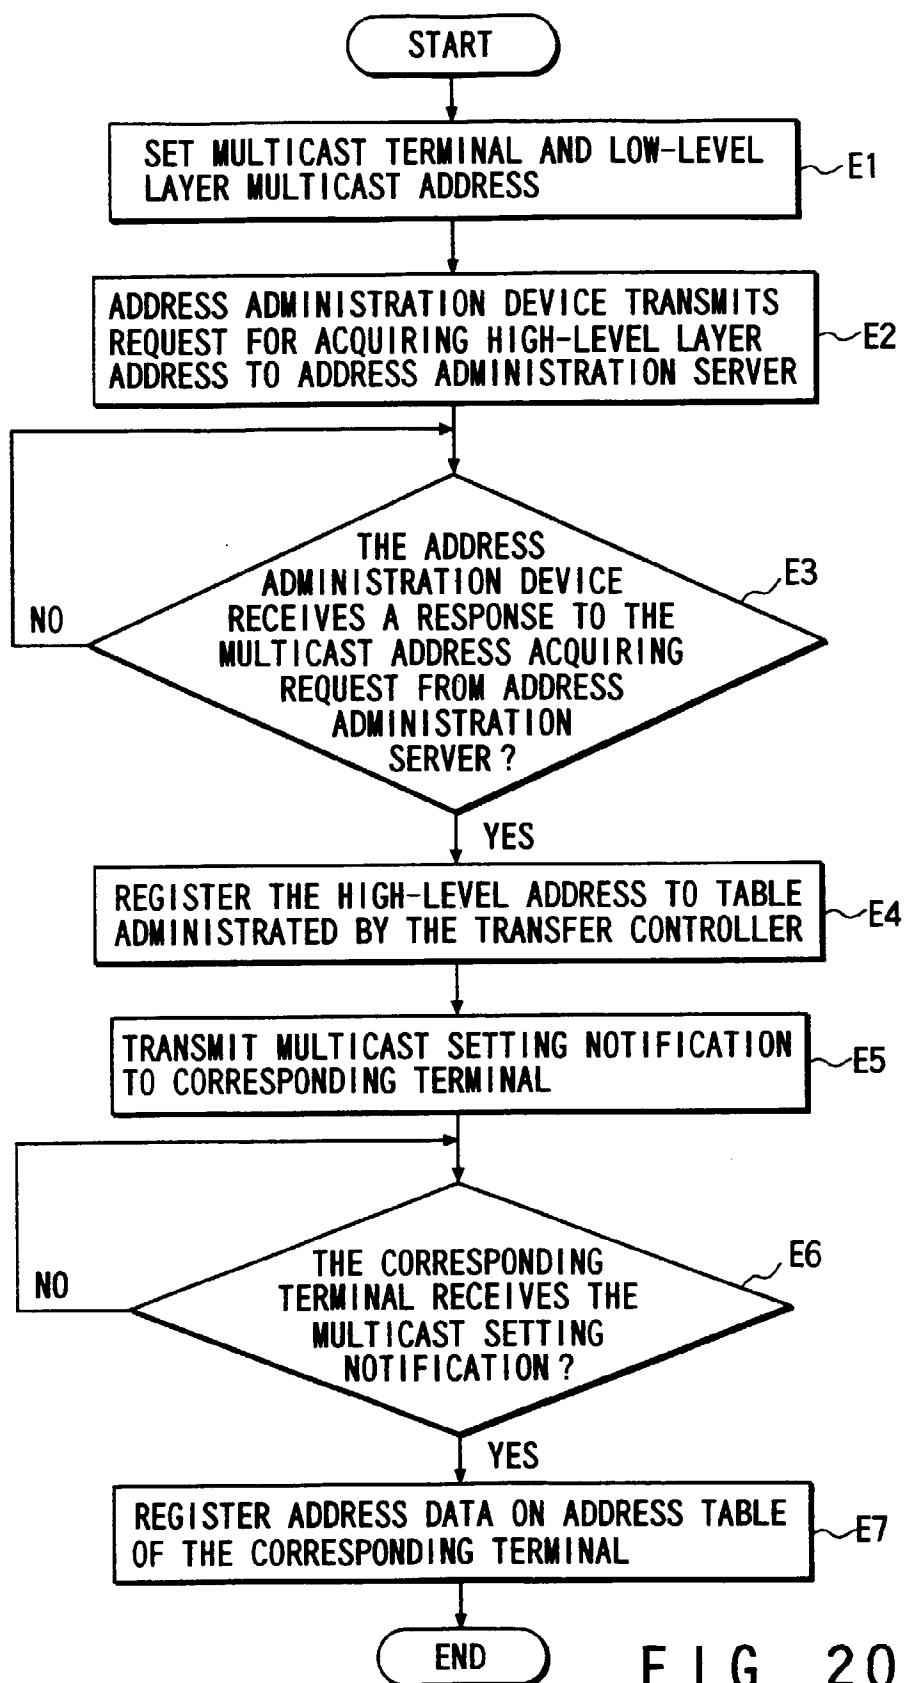 START
SET MULTICAST TERMINAL AND LOW-LEVEL
LAYER MULTICAST ADDRESS
E1
ADDRESS ADMINISTRATION DEVICE TRANSMITS
REQUEST FOR ACQUIRING HIGH-LEVEL LAYER
ADDRESS TO ADDRESS ADMINISTRATION SERVER
E2
THE ADDRESS
ADMINISTRATION DEVICE
RECEIVES A RESPONSE TO THE
MULTICAST ADDRESS ACQUIRING
REQUEST FROM ADDRESS
ADMINISTRATION
SERVER ?
E3
NO
YES
REGISTER THE HIGH-LEVEL ADDRESS TO TABLE
ADMINISTRATED BY THE TRANSFER CONTROLLER
E4
TRANSMIT MULTICAST SETTING NOTIFICATION
TO CORRESPONDING TERMINAL
E5
THE CORRESPONDING
TERMINAL RECEIVES THE
MULTICAST SETTING
NOTIFICATION ?
E6
NO
YES
REGISTER ADDRESS DATA ON ADDRESS TABLE
OF THE CORRESPONDING TERMINAL
E7
END
FIG 20